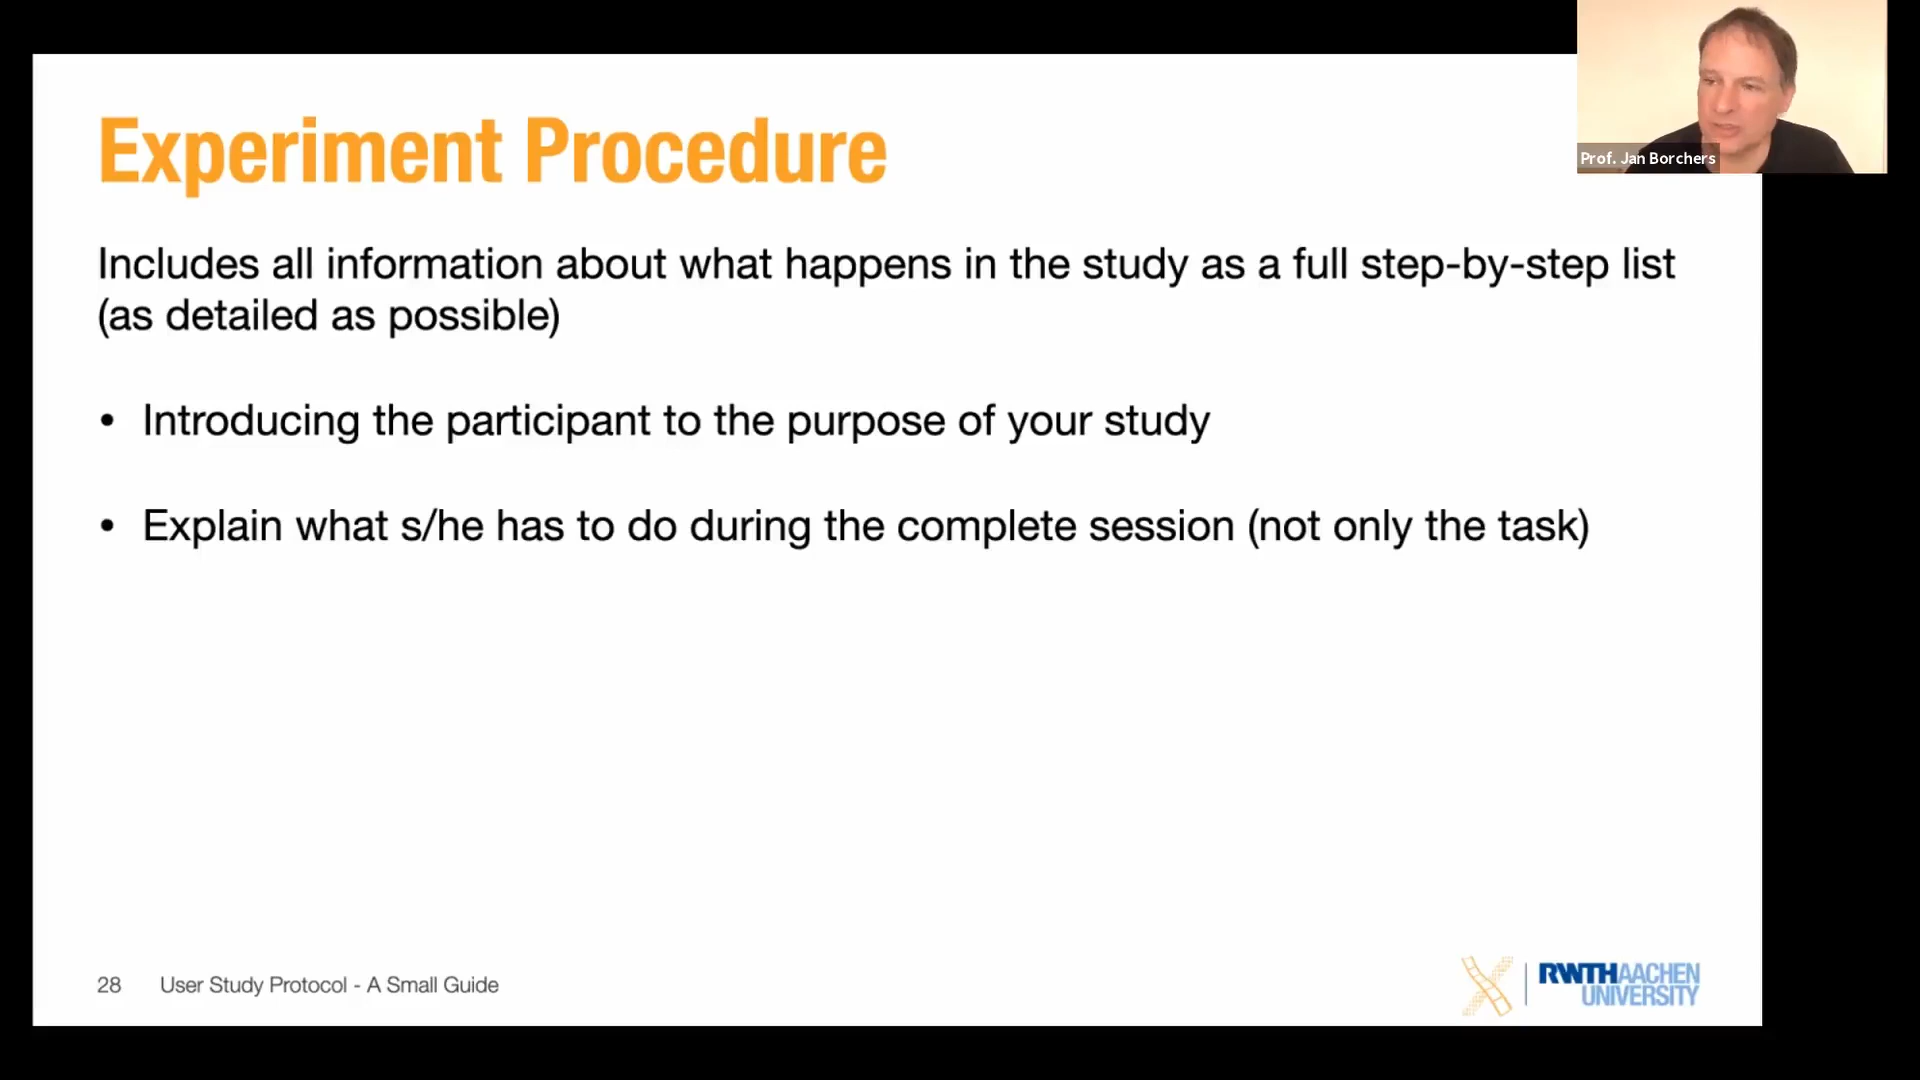 Prof. Jan Borchers
Experiment Procedure
Includes all information about what happens in the study as a full step-by-step list
(as detailed as possible)
• Introducing the participant to the purpose of your study
• Explain what s/he has to do during the complete session (not only the task)
28 User Study Protocol - A Small Guide
RWTHAACHEN
UNIVERSITY